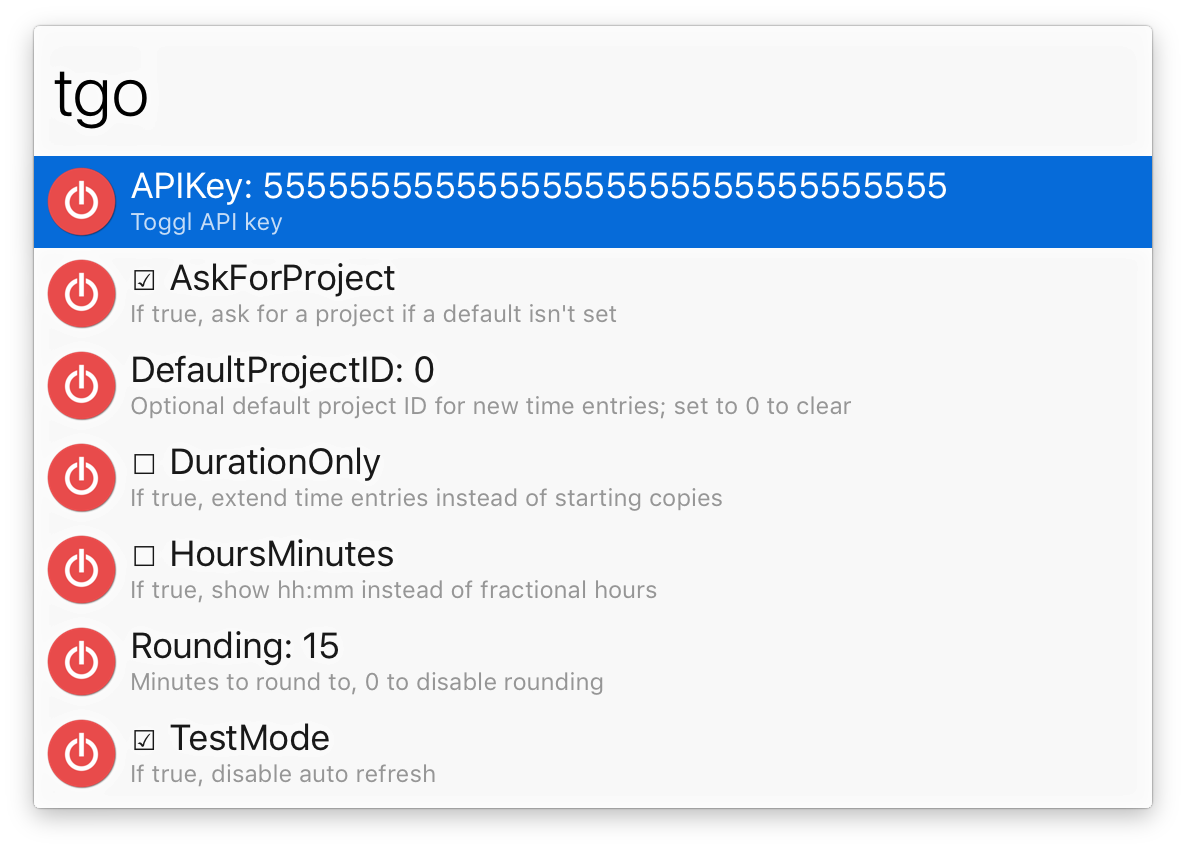 tgo
APIKey: 55555555555555555555555555555555
Toggl API key
☑ AskForProject
If true, ask for a project if a default isn't set
DefaultProjectID: 0
Optional default project ID for new time entries; set to 0 to clear
☐ DurationOnly
If true, extend time entries instead of starting copies
☐ HoursMinutes
If true, show hh:mm instead of fractional hours
Rounding: 15
Minutes to round to, 0 to disable rounding
☑ TestMode
If true, disable auto refresh